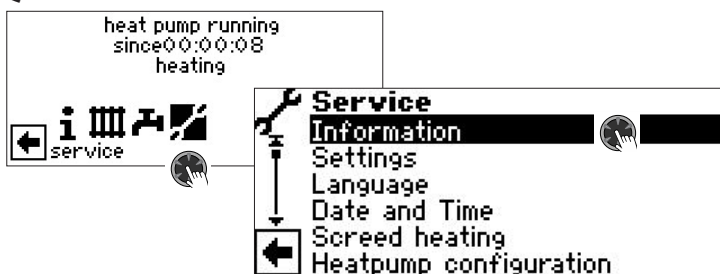 heat pump running
since00:00:08
heating
service
Service
Information
Settings
Language
Date and Time
Screed heating
Heatpump configuration